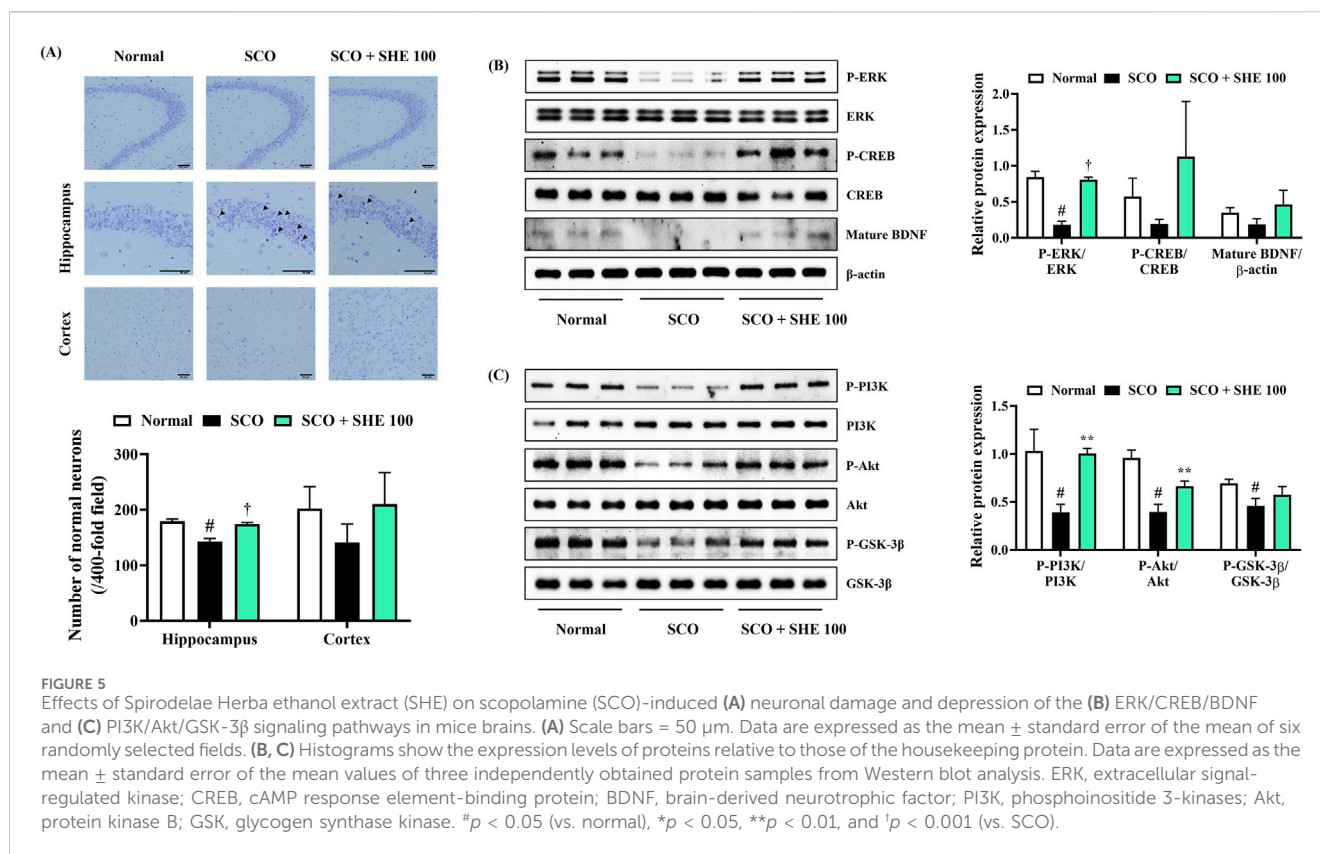 (A)
Normal SCO SCO + SHE 100
Hippocampus
Cortex
Normal SCO SCO + SHE 100
Number of normal neurons
(/400-fold field)
300
200
100
0
Hippocampus Cortex
(B)
P-ERK
ERK
P-CREB
CREB
Mature BDNF
β-actin
Normal SCO SCO + SHE 100
Normal SCO SCO + SHE 100
Relative protein expression
2.0
1.5
1.0
0.5
0.0
#
†
P-ERK/ P-CREB/ Mature BDNF/
ERK CREB β-actin
(C)
P-PI3K
PI3K
P-Akt
Akt
P-GSK-3β
GSK-3β
Normal SCO SCO + SHE 100
Normal SCO SCO + SHE 100
Relative protein expression
1.5
1.0
0.5
0.0
# ** # ** #
P-PI3K/ P-Akt/ P-GSK-3β/
PI3K Akt GSK-3β
# †
FIGURE 5
Effects of Spirodelae Herba ethanol extract (SHE) on scopolamine (SCO)-induced (A) neuronal damage and depression of the (B) ERK/CREB/BDNF
and (C) PI3K/Akt/GSK-3β signaling pathways in mice brains. (A) Scale bars = 50 µm. Data are expressed as the mean ± standard error of the mean of six
randomly selected fields. (B, C) Histograms show the expression levels of proteins relative to those of the housekeeping protein. Data are expressed as the
mean ± standard error of the mean values of three independently obtained protein samples from Western blot analysis. ERK, extracellular signal-
regulated kinase; CREB, cAMP response element-binding protein; BDNF, brain-derived neurotrophic factor; PI3K, phosphoinositide 3-kinases; Akt,
protein kinase B; GSK, glycogen synthase kinase. #p < 0.05 (vs. normal), *p < 0.05, **p < 0.01, and †p < 0.001 (vs. SCO).